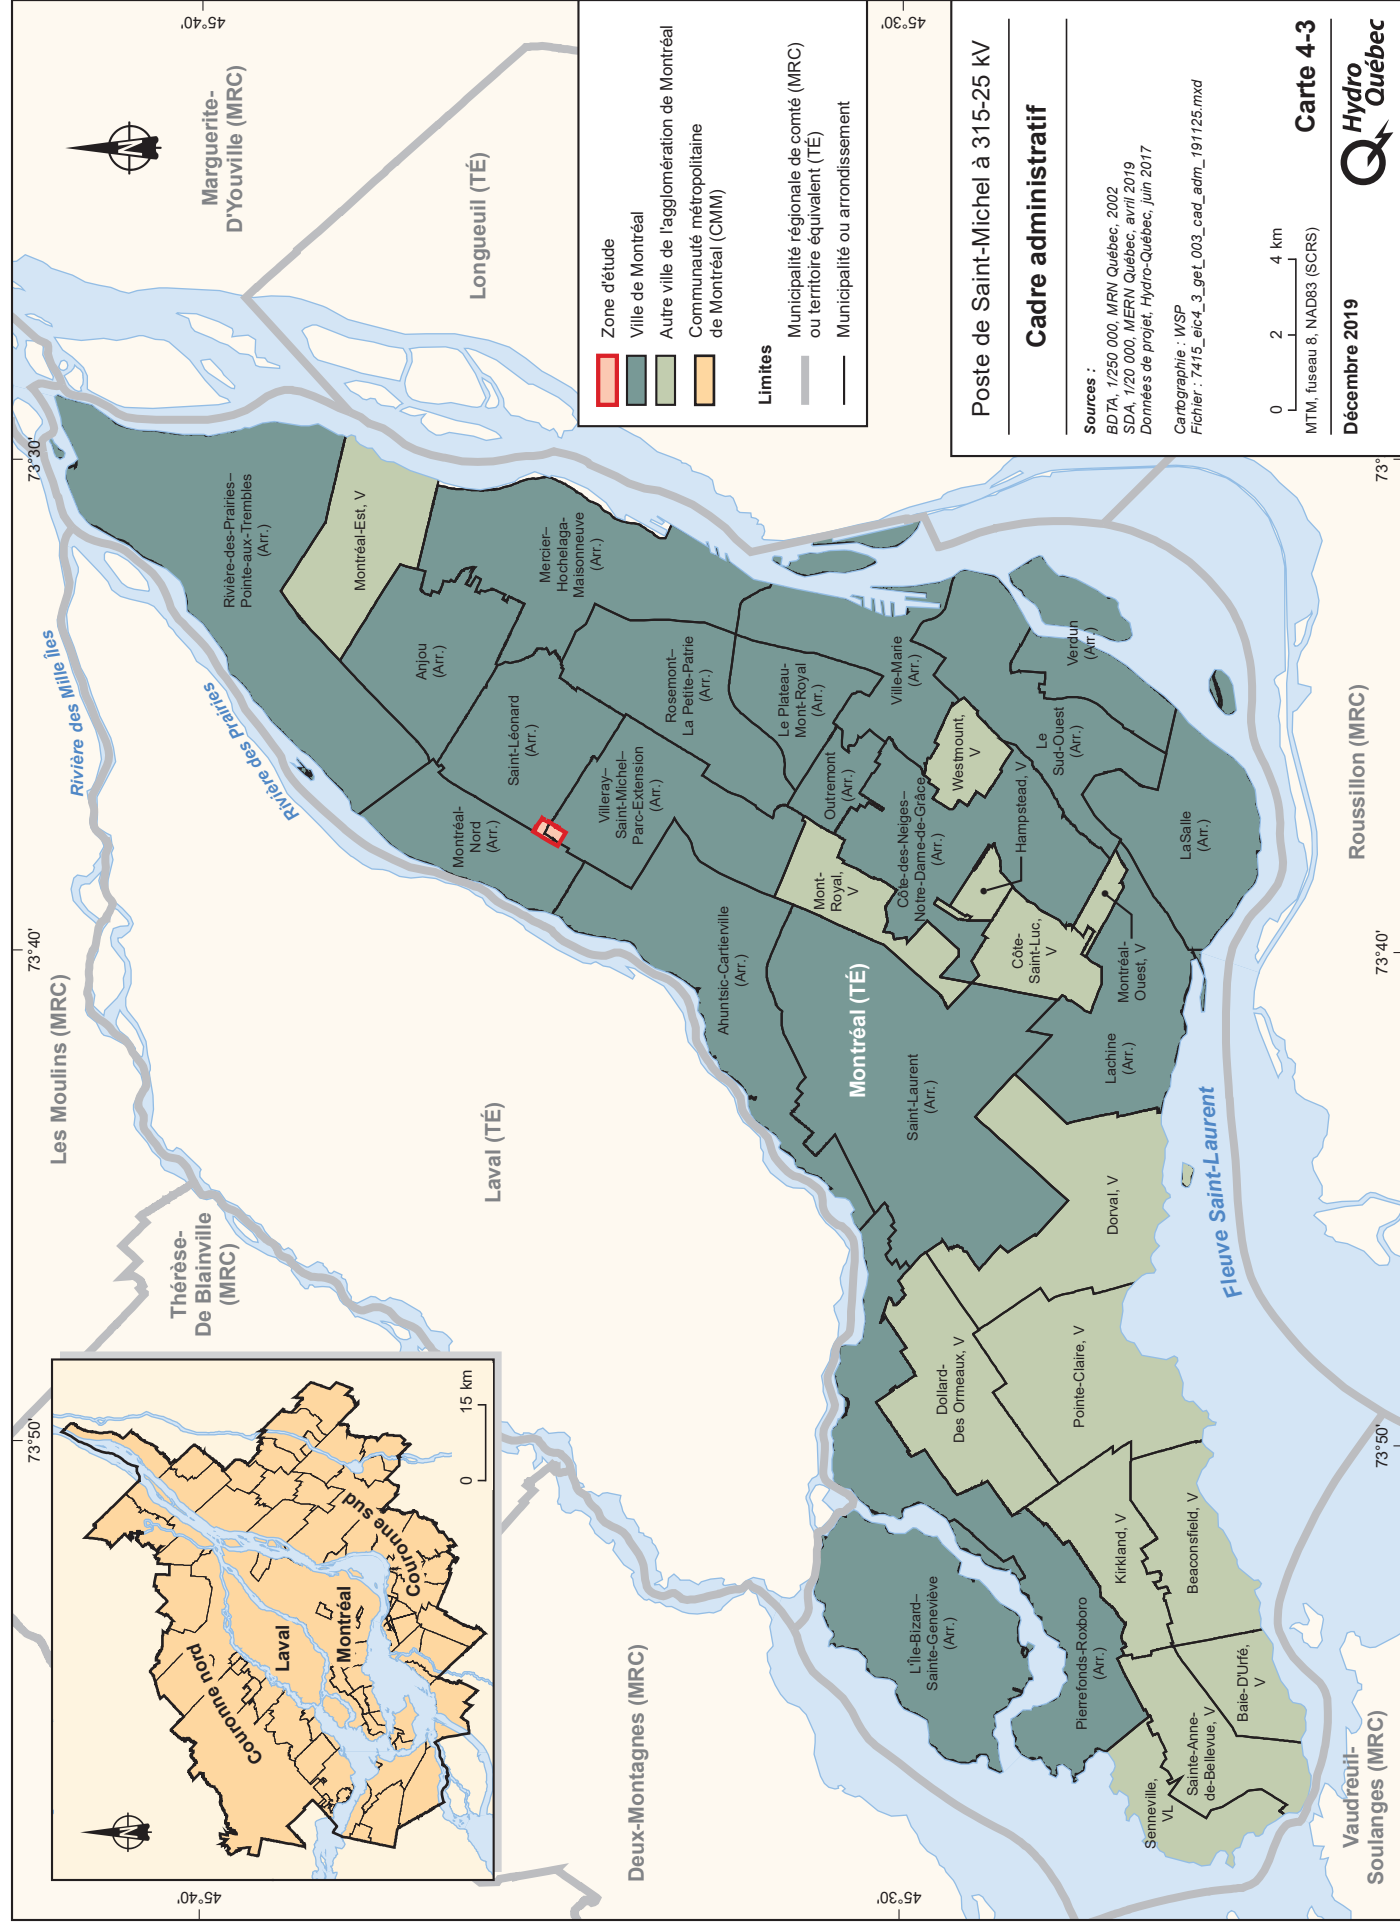 73°50'
73°40'
73°30'
45°40'
45°40'
45°30'
45°30'
73°50'
73°40'
73°
Couronne nord
Laval
Montréal
Couronne sud
0 15 km
Thérèse-
De Blainville
(MRC)
Les Moulins (MRC)
Rivière des Mille Îles
Rivière des Prairies
Marguerite-
D'Youville (MRC)
N
Laval (TÉ)
Longueuil (TÉ)
Deux-Montagnes (MRC)
Vaudreuil-
Soulanges (MRC)
Roussillon (MRC)
Fleuve Saint-Laurent
Montréal (TÉ)
Rivière-des-Prairies–
Pointe-aux-Trembles
(Arr.)
Montréal-Est, V
Anjou
(Arr.)
Mercier–
Hochelaga-
Maisonneuve
(Arr.)
Montréal-
Nord
(Arr.)
Saint-Léonard
(Arr.)
Villeray–
Saint-Michel–
Parc-Extension
(Arr.)
Rosemont–
La Petite-Patrie
(Arr.)
Ahuntsic-Cartierville
(Arr.)
Le Plateau-
Mont-Royal
(Arr.)
Outremont
(Arr.)
Mont-
Royal,
V
Ville-Marie
(Arr.)
Côte-des-Neiges–
Notre-Dame-de-Grâce
(Arr.)
Westmount,
V
Hampstead, V
Côte-
Saint-Luc,
V
Montréal-
Ouest, V
Le
Sud-Ouest
(Arr.)
Verdun
(Arr.)
LaSalle
(Arr.)
Lachine
(Arr.)
Saint-Laurent
(Arr.)
Dorval, V
Dollard-
Des Ormeaux, V
Pointe-Claire, V
Kirkland, V
Beaconsfield, V
L'Île-Bizard–
Sainte-Geneviève
(Arr.)
Pierrefonds-Roxboro
(Arr.)
Baie-D'Urfé,
V
Sainte-Anne-
de-Bellevue, V
Senneville,
VL
Zone d'étude
Ville de Montréal
Autre ville de l'agglomération de Montréal
Communauté métropolitaine
de Montréal (CMM)
Limites
Municipalité régionale de comté (MRC)
ou territoire équivalent (TÉ)
Municipalité ou arrondissement
Poste de Saint-Michel à 315-25 kV
Cadre administratif
Sources :
BDTA, 1/250 000, MRN Québec, 2002
SDA, 1/20 000, MERN Québec, avril 2019
Données de projet, Hydro-Québec, juin 2017
Cartographie : WSP
Fichier : 7415_eic4_3_get_003_cad_adm_191125.mxd
0 2 4 km
MTM, fuseau 8, NAD83 (SCRS)
Carte 4-3
Décembre 2019
Hydro
Québec